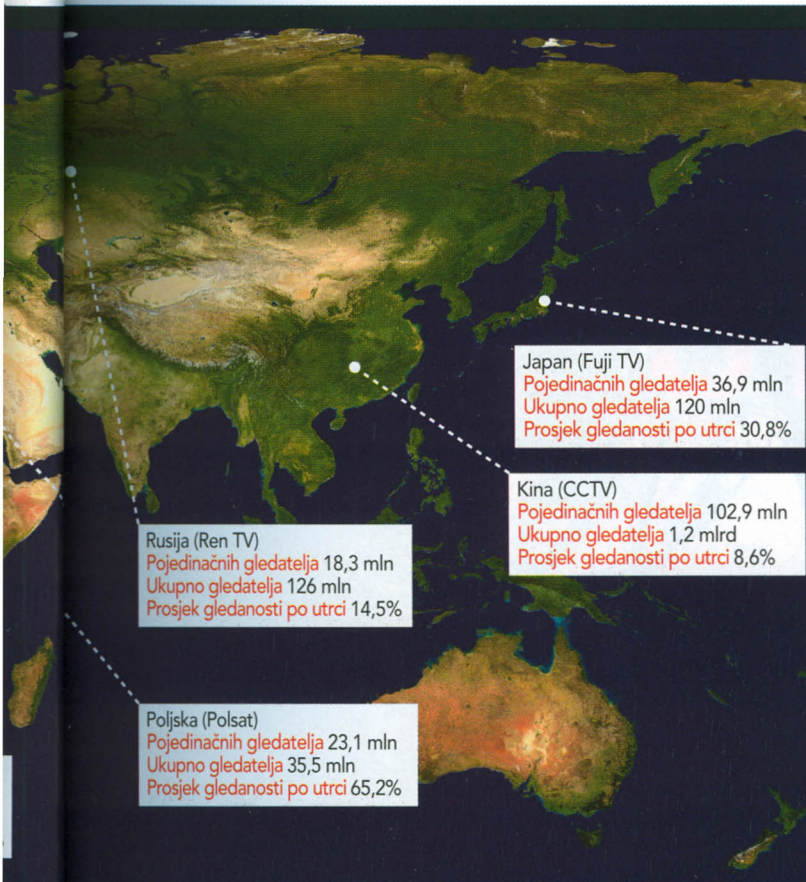 Japan (Fuji TV)
Pojedinačnih gledatelja 36,9 mln
Ukupno gledatelja 120 mln
Prosjek gledanosti po utrci 30,8%
Kina (CCTV)
Pojedinačnih gledatelja 102,9 mln
Ukupno gledatelja 1,2 mlrd
Prosjek gledanosti po utrci 8,6%
Rusija (Ren TV)
Pojedinačnih gledatelja 18,3 mln
Ukupno gledatelja 126 mln
Prosjek gledanosti po utrci 14,5%
Poljska (Polsat)
Pojedinačnih gledatelja 23,1 mln
Ukupno gledatelja 35,5 mln
Prosjek gledanosti po utrci 65,2%